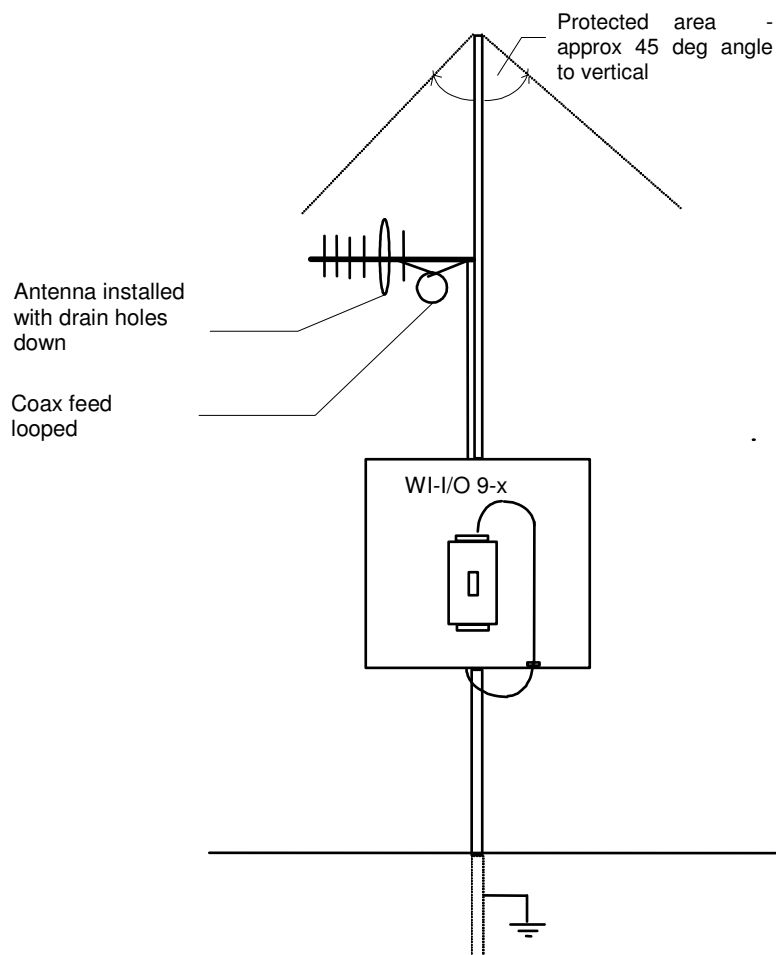 Protected area -
approx 45 deg angle
to vertical
Antenna installed
with drain holes
down
Coax feed
looped
WI-I/O 9-x